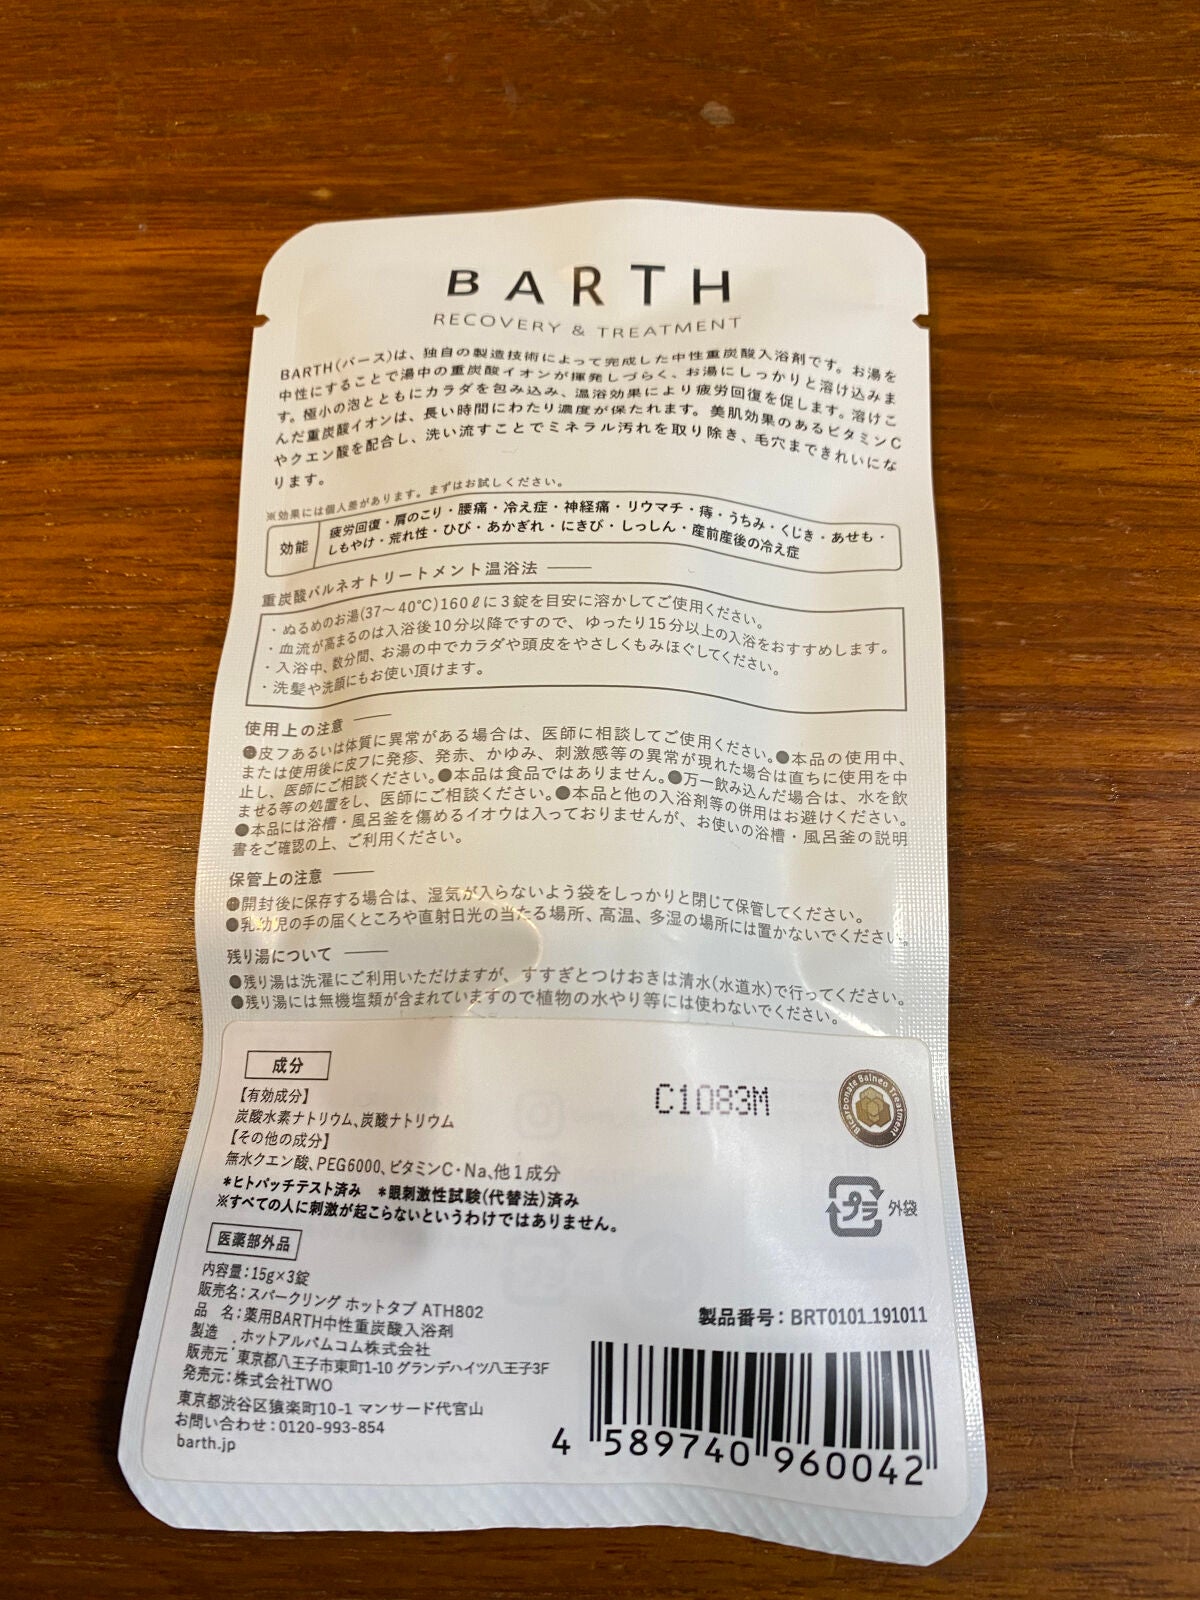 BARTH
RECOVERY & TREATMENT
BARTH(バース)は、独自の製造技術によって完成した中性重炭酸入浴剤です。お湯を
中性にすることで湯中の重炭酸イオンが揮発しづらく、お湯にしっかりと溶け込みま
す。極小の泡とともにカラダを包み込み、温浴効果により疲労回復を促します。溶けこ
んだ重炭酸イオンは、長い時間にわたり濃度が保たれます。美肌効果のあるビタミンC
やクエン酸を配合し、洗い流すことでミネラル汚れを取り除き、毛穴まできれいにな
ります。
※効果には個人差があります。まずはお試しください。
効能
疲労回復・肩のこり・腰痛・冷え症・神経痛・リウマチ・痔・うちみ・くじき・あせも・
しもやけ・荒れ性・ひび・あかぎれ・にきび・しっしん・産前産後の冷え症
重炭酸バルネオトリートメント温浴法
・ぬるめのお湯(37〜40℃)160ℓに3錠を目安に溶かしてご使用ください。
・血流が高まるのは入浴後10分以降ですので、ゆったり15分以上の入浴をおすすめします。
・入浴中、数分間、お湯の中でカラダや頭皮をやさしくもみほぐしてください。
・洗髪や洗顔にもお使い頂けます。
使用上の注意
●皮フあるいは体質に異常がある場合は、医師に相談してご使用ください。●本品の使用中、
または使用後に皮フに発疹、発赤、かゆみ、刺激感等の異常が現れた場合は直ちに使用を中
止し、医師にご相談ください。●本品は食品ではありません。●万一飲み込んだ場合は、水を飲
ませる等の処置をし、医師にご相談ください。●本品と他の入浴剤等の併用はお避けください。
●本品には浴槽・風呂釜を傷めるイオウは入っておりませんが、お使いの浴槽・風呂釜の説明
書をご確認の上、ご利用ください。
保管上の注意
●開封後に保存する場合は、湿気が入らないよう袋をしっかりと閉じて保管してください。
●乳幼児の手の届くところや直射日光の当たる場所、高温、多湿の場所には置かないでください。
残り湯について
●残り湯は洗濯にご利用いただけますが、すすぎとつけおきは清水(水道水)で行ってください。
●残り湯には無機塩類が含まれていますので植物の水やり等には使わないでください。
成分
【有効成分】
炭酸水素ナトリウム、炭酸ナトリウム
【その他の成分】
無水クエン酸、PEG6000、ビタミンC・Na、他1成分
*ヒトパッチテスト済み *眼刺激性試験(代替法)済み
※すべての人に刺激が起こらないというわけではありません。
C1083M
Bicarbonate Balneo Treatment
プラ 外袋
医薬部外品
内容量:15g×3錠
販売名:スパークリング ホットタブ ATH802
品 名:薬用BARTH中性重炭酸入浴剤
製造販売元:ホットアルバムコム株式会社
東京都八王子市東町1-10 グランデハイツ八王子3F
発売元:株式会社TWO
東京都渋谷区猿楽町10-1 マンサード代官山
お問い合わせ:0120-993-854
barth.jp
製品番号:BRT0101_191011
4 589740 960042